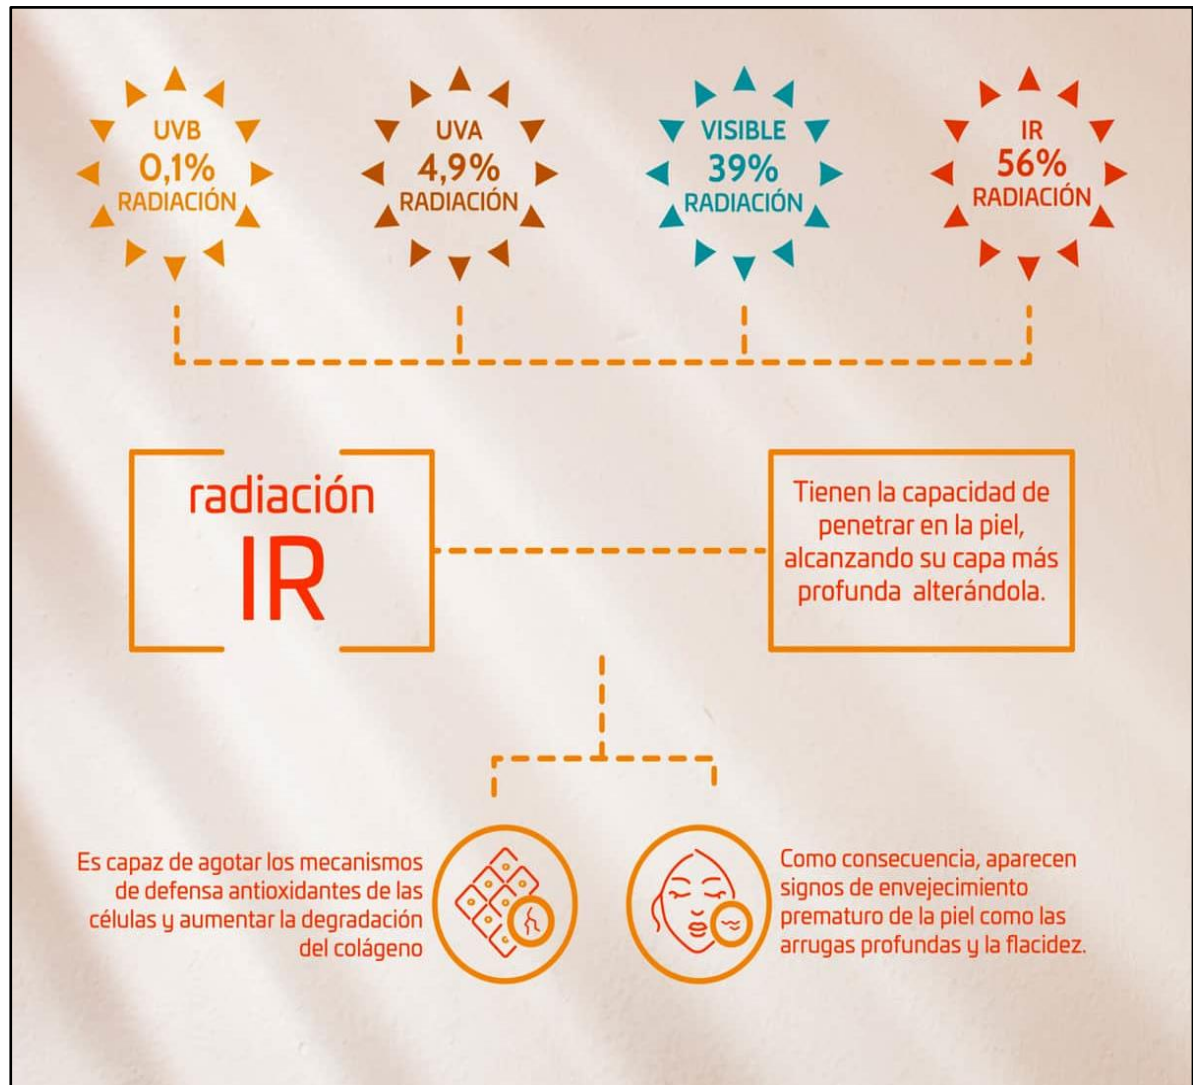 UVB
0,1%
RADIACIÓN
UVA
4,9%
RADIACIÓN
VISIBLE
39%
RADIACIÓN
IR
56%
RADIACIÓN
radiación
IR
Tienen la capacidad de
penetrar en la piel,
alcanzando su capa más
profunda alterándola.
Es capaz de agotar los mecanismos
de defensa antioxidantes de las
células y aumentar la degradación
del colágeno
Como consecuencia, aparecen
signos de envejecimiento
prematuro de la piel como las
arrugas profundas y la flacidez.